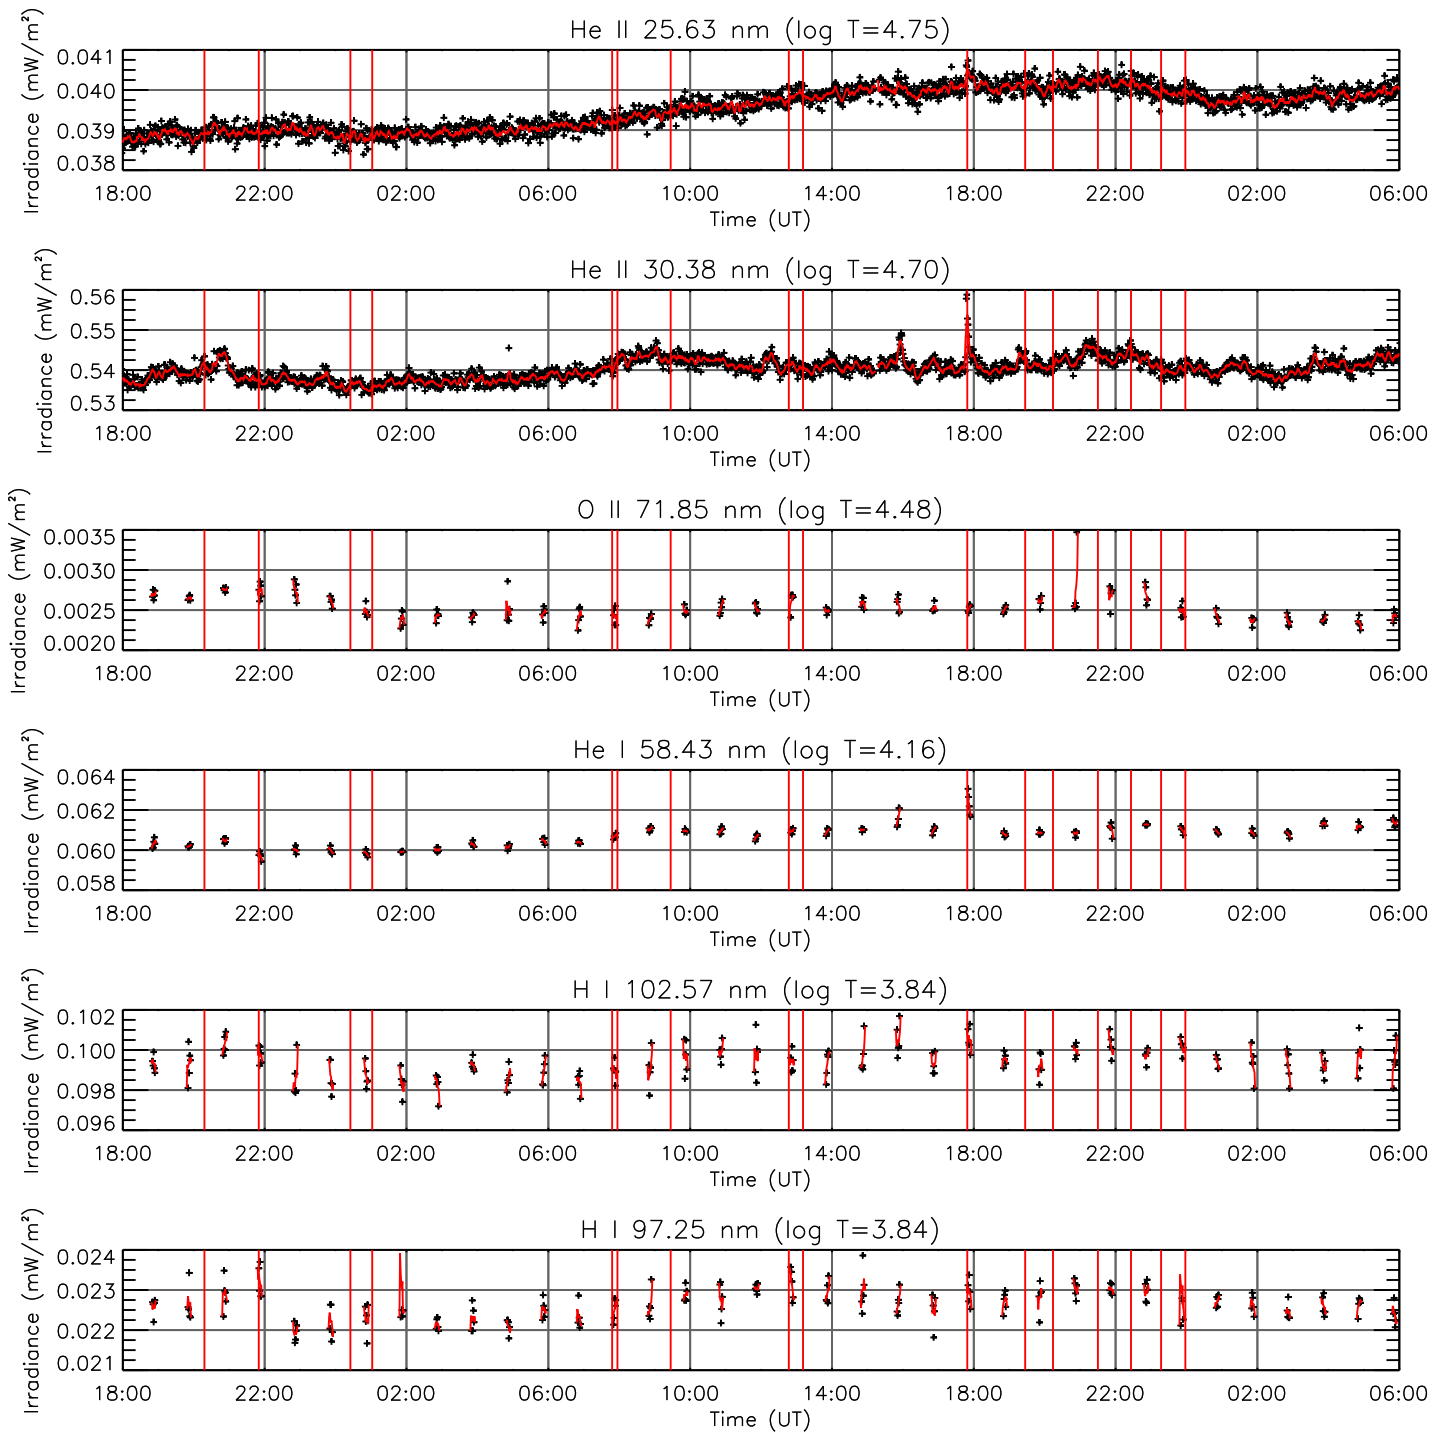 He II 25.63 nm (log T=4.75)
Irradiance (mW/m²)
0.041
0.040
0.039
0.038
18:00 22:00 02:00 06:00 10:00 14:00 18:00 22:00 02:00 06:00
Time (UT)
He II 30.38 nm (log T=4.70)
Irradiance (mW/m²)
0.56
0.55
0.54
0.53
18:00 22:00 02:00 06:00 10:00 14:00 18:00 22:00 02:00 06:00
Time (UT)
O II 71.85 nm (log T=4.48)
Irradiance (mW/m²)
0.0035
0.0030
0.0025
0.0020
18:00 22:00 02:00 06:00 10:00 14:00 18:00 22:00 02:00 06:00
Time (UT)
He I 58.43 nm (log T=4.16)
Irradiance (mW/m²)
0.064
0.062
0.060
0.058
18:00 22:00 02:00 06:00 10:00 14:00 18:00 22:00 02:00 06:00
Time (UT)
H I 102.57 nm (log T=3.84)
Irradiance (mW/m²)
0.102
0.100
0.098
0.096
18:00 22:00 02:00 06:00 10:00 14:00 18:00 22:00 02:00 06:00
Time (UT)
H I 97.25 nm (log T=3.84)
Irradiance (mW/m²)
0.024
0.023
0.022
0.021
18:00 22:00 02:00 06:00 10:00 14:00 18:00 22:00 02:00 06:00
Time (UT)